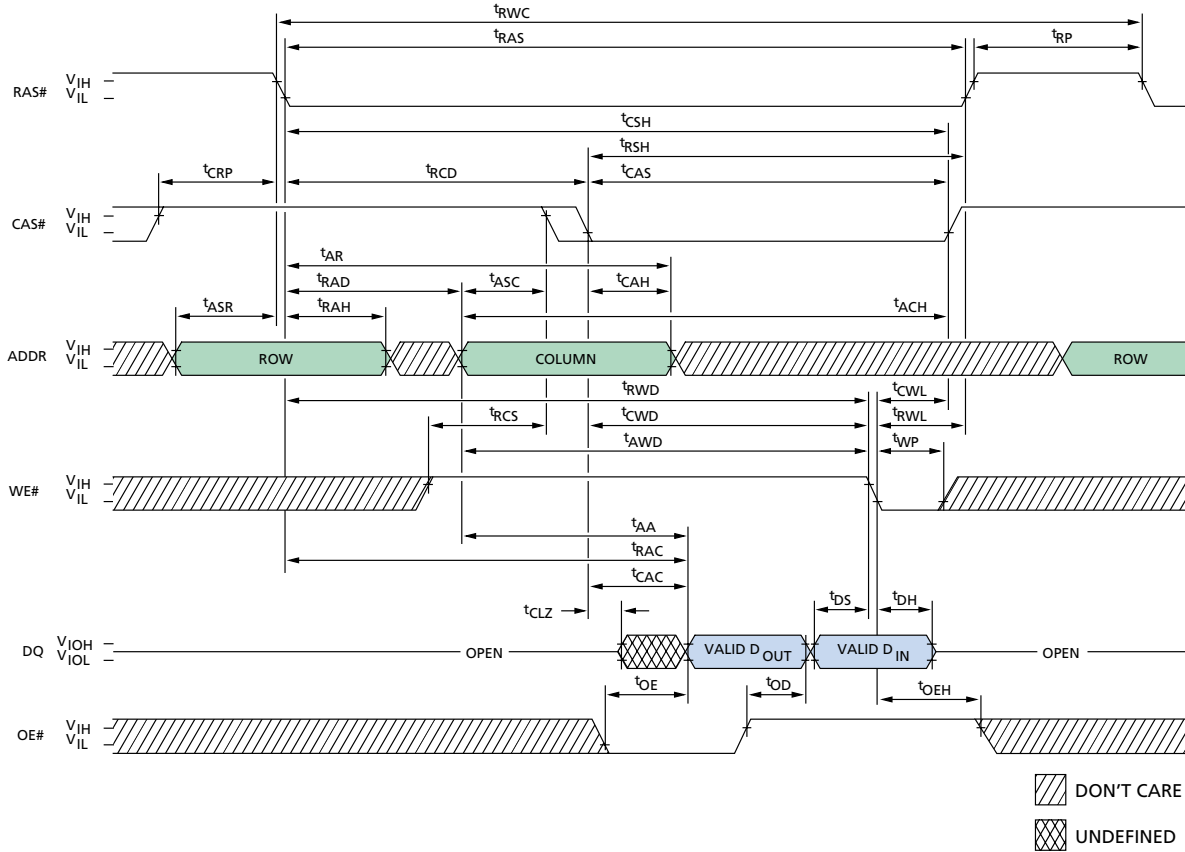 tRWC
tRAS
tRP
RAS#
VIH
VIL
tCSH
tRSH
tCRP
tRCD
tCAS
CAS#
VIH
VIL
tAR
tRAD
tASC
tCAH
tASR
tRAH
tACH
ADDR
VIH
VIL
ROW
COLUMN
ROW
tRWD
tCWL
tRCS
tCWD
tRWL
tAWD
tWP
WE#
VIH
VIL
tAA
tRAC
tCAC
tCLZ
tDS
tDH
DQ
VIOH
VIOL
OPEN
VALID D OUT
VALID D IN
OPEN
tOE
tOD
tOEH
OE#
VIH
VIL
DON'T CARE
UNDEFINED